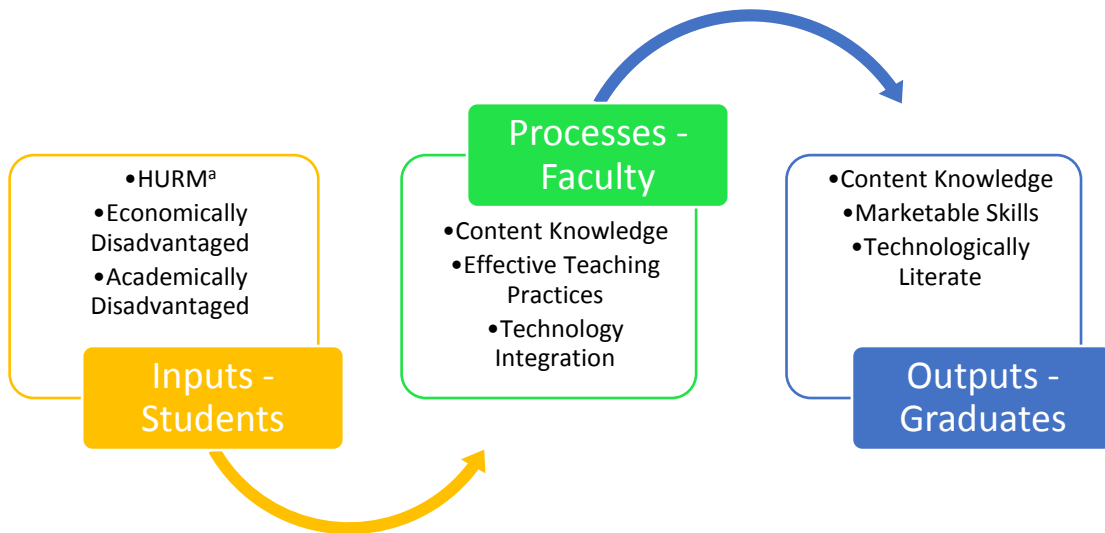 •HURMᵃ
•Economically
Disadvantaged
•Academically
Disadvantaged
Inputs -
Students
Processes -
Faculty
•Content Knowledge
•Effective Teaching
Practices
•Technology
Integration
•Content Knowledge
•Marketable Skills
•Technologically
Literate
Outputs -
Graduates